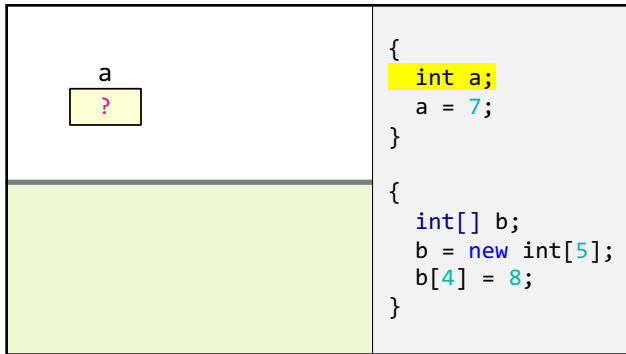 a
?
{
  int a;
  a = 7;
}
{
  int[] b;
  b = new int[5];
  b[4] = 8;
}